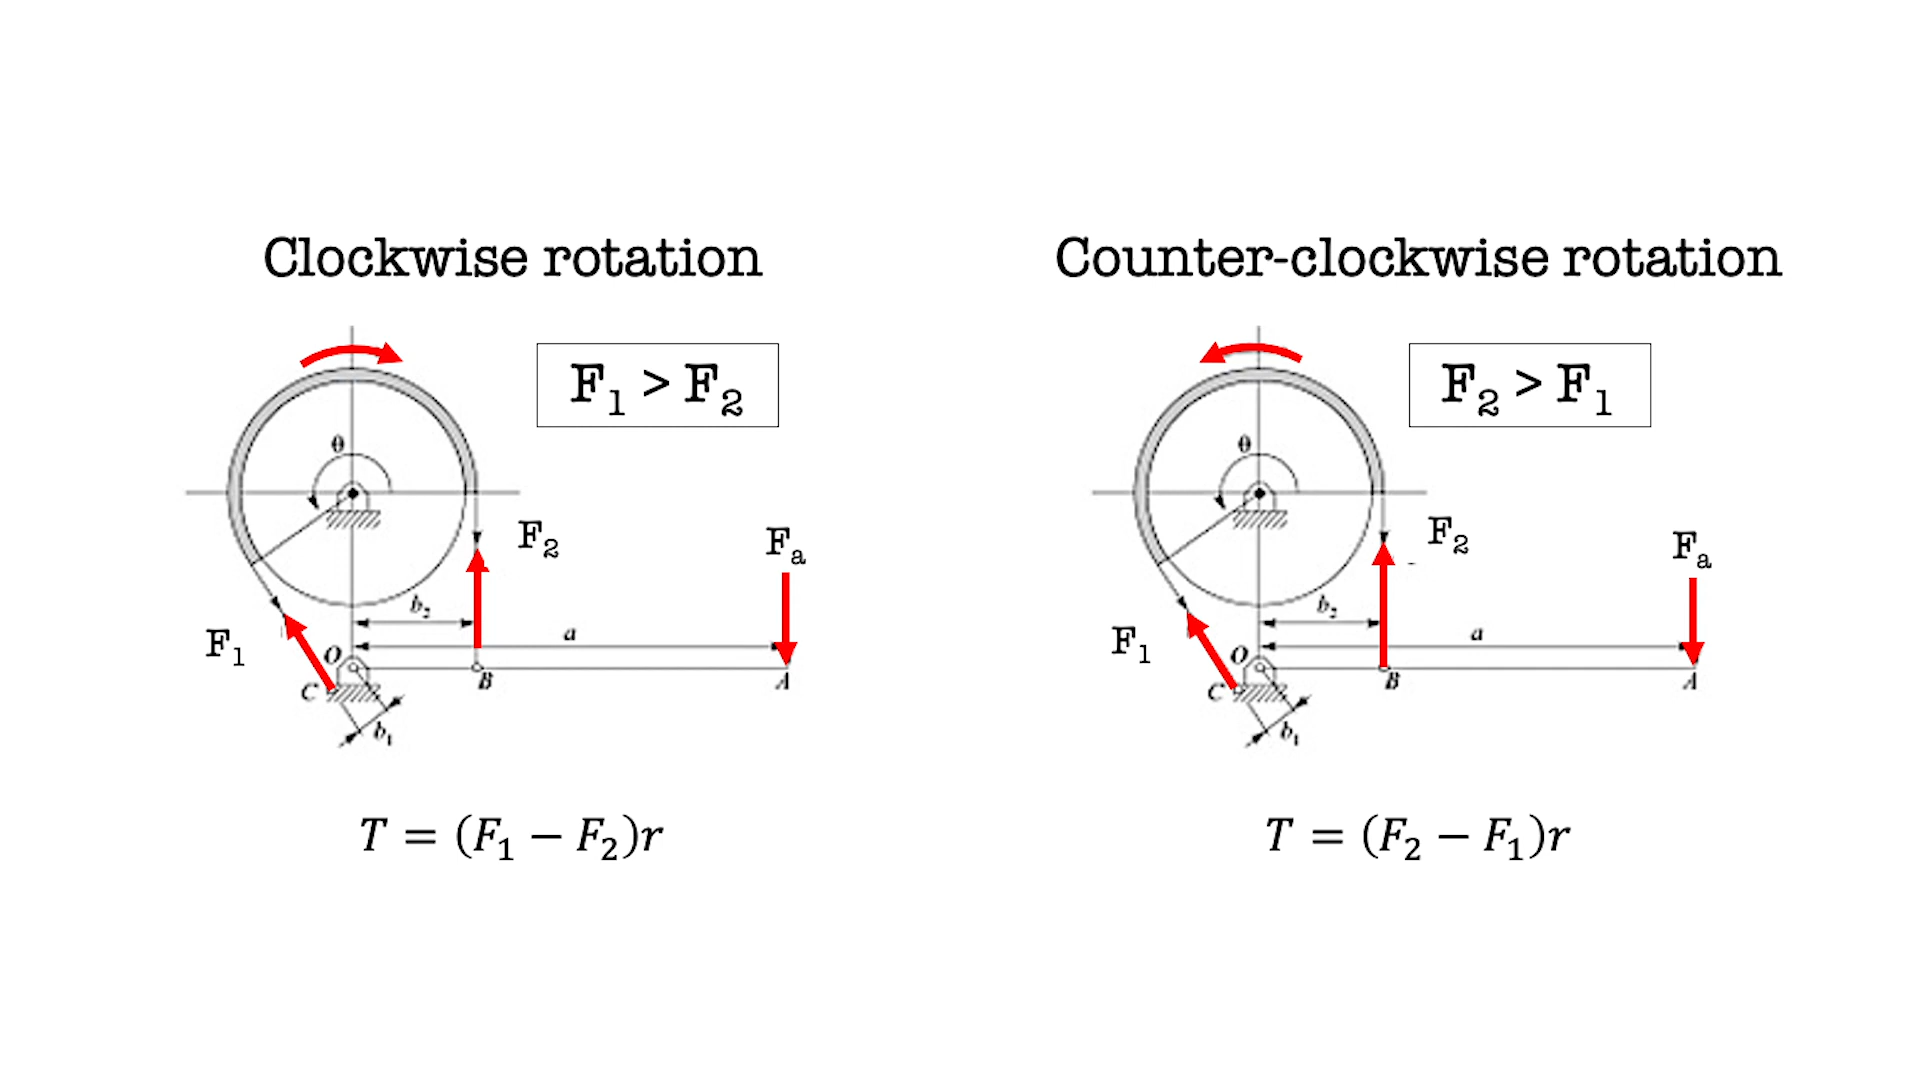 Clockwise rotation
F₁ > F₂
θ
F₂
Fₐ
b₂
a
F₁
O
C
B
A
b₁
T = (F₁ − F₂)r
Counter-clockwise rotation
F₂ > F₁
θ
F₂
Fₐ
b₂
a
F₁
O
C
B
A
b₁
T = (F₂ − F₁)r